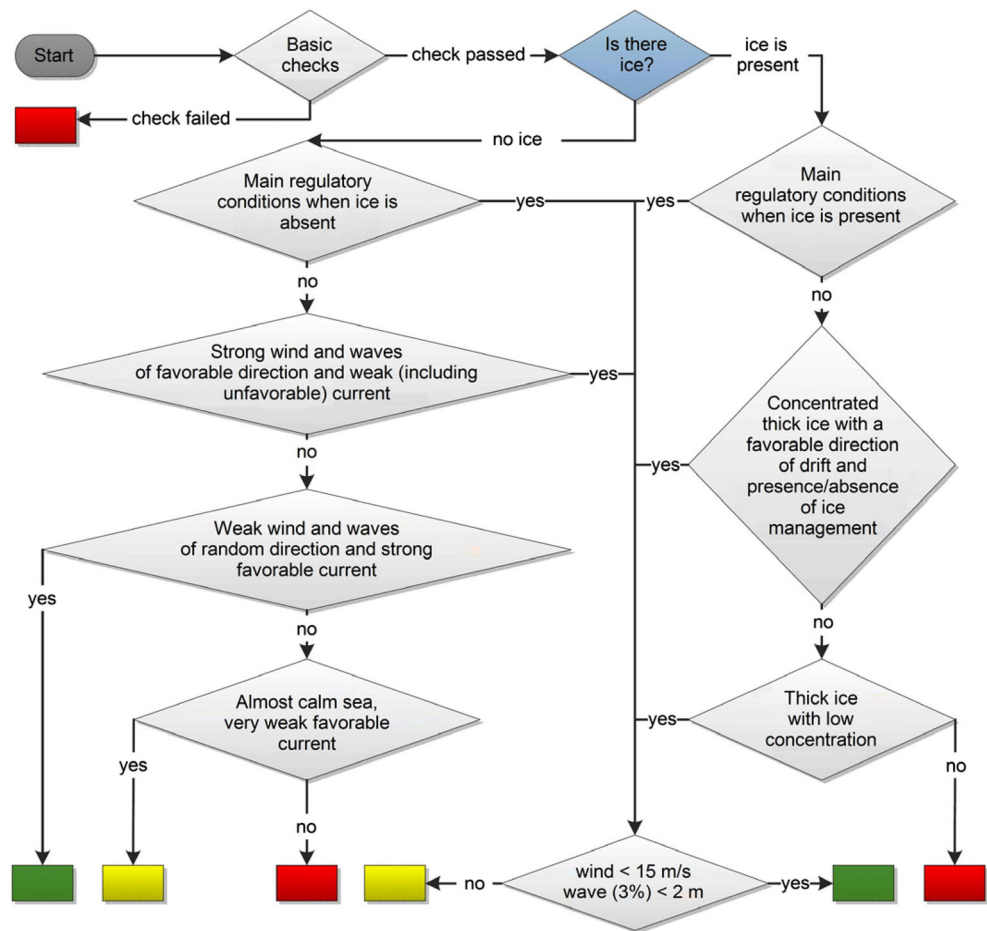 Start
Basic
checks
check passed
Is there
ice?
ice is
present
check failed
no ice
Main regulatory
conditions when ice is
absent
yes
yes
Main
regulatory conditions
when ice is present
no
no
Strong wind and waves
of favorable direction and weak (including
unfavorable) current
yes
Concentrated
thick ice with a
favorable direction
of drift and
presence/absence
of ice
management
yes
no
Weak wind and waves
of random direction and strong
favorable current
yes
no
no
Almost calm sea,
very weak favorable
current
Thick ice
with low
concentration
yes
yes
no
no
wind < 15 m/s
wave (3%) < 2 m
no
yes